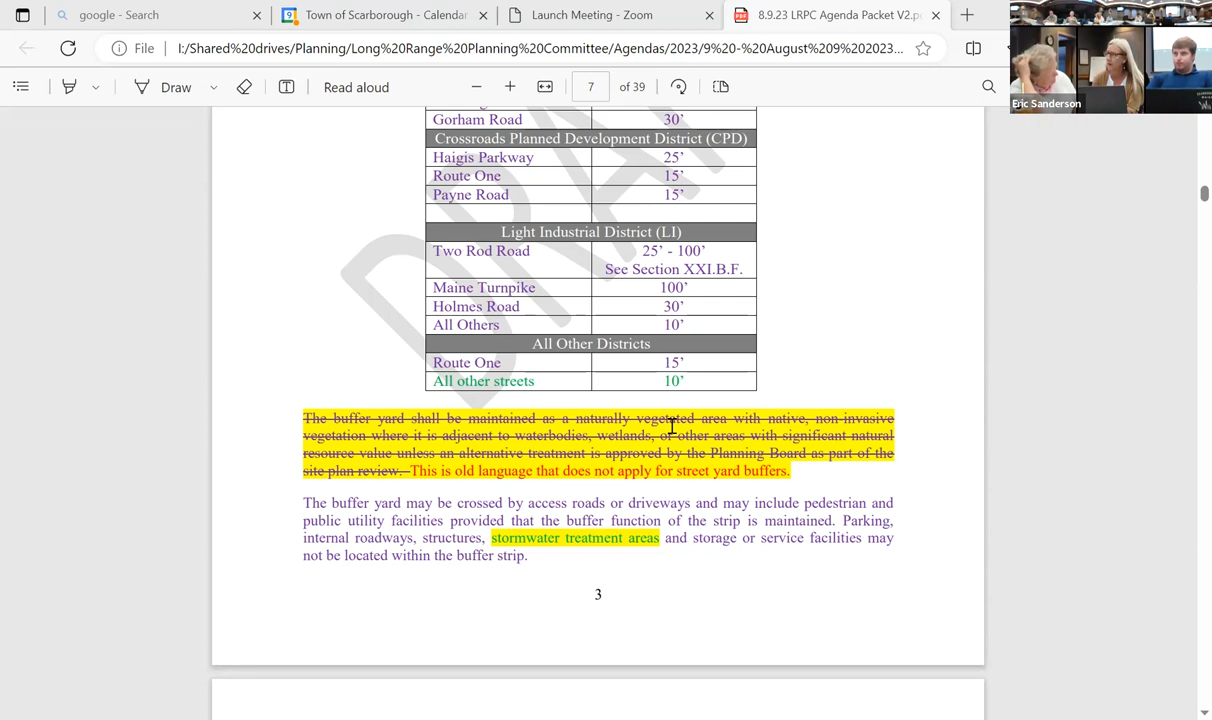 google - Search
Town of Scarborough - Calendar
Launch Meeting - Zoom
8.9.23 LRPC Agenda Packet V2.p
File
I:/Shared%20drives/Planning/Long%20Range%20Planning%20Committee/Agendas/2023/9%20-%20August%209%202023...
Draw
Read aloud
7
of 39
Eric Sanderson
Gorham Road 30’
Crossroads Planned Development District (CPD)
Haigis Parkway 25’
Route One 15’
Payne Road 15’
Light Industrial District (LI)
Two Rod Road 25’ - 100’
See Section XXI.B.F.
Maine Turnpike 100’
Holmes Road 30’
All Others 10’
All Other Districts
Route One 15’
All other streets 10’
The buffer yard shall be maintained as a naturally vegetated area with native, non-invasive
vegetation where it is adjacent to waterbodies, wetlands, or other areas with significant natural
resource value unless an alternative treatment is approved by the Planning Board as part of the
site plan review. This is old language that does not apply for street yard buffers.
The buffer yard may be crossed by access roads or driveways and may include pedestrian and
public utility facilities provided that the buffer function of the strip is maintained. Parking,
internal roadways, structures, stormwater treatment areas and storage or service facilities may
not be located within the buffer strip.
3